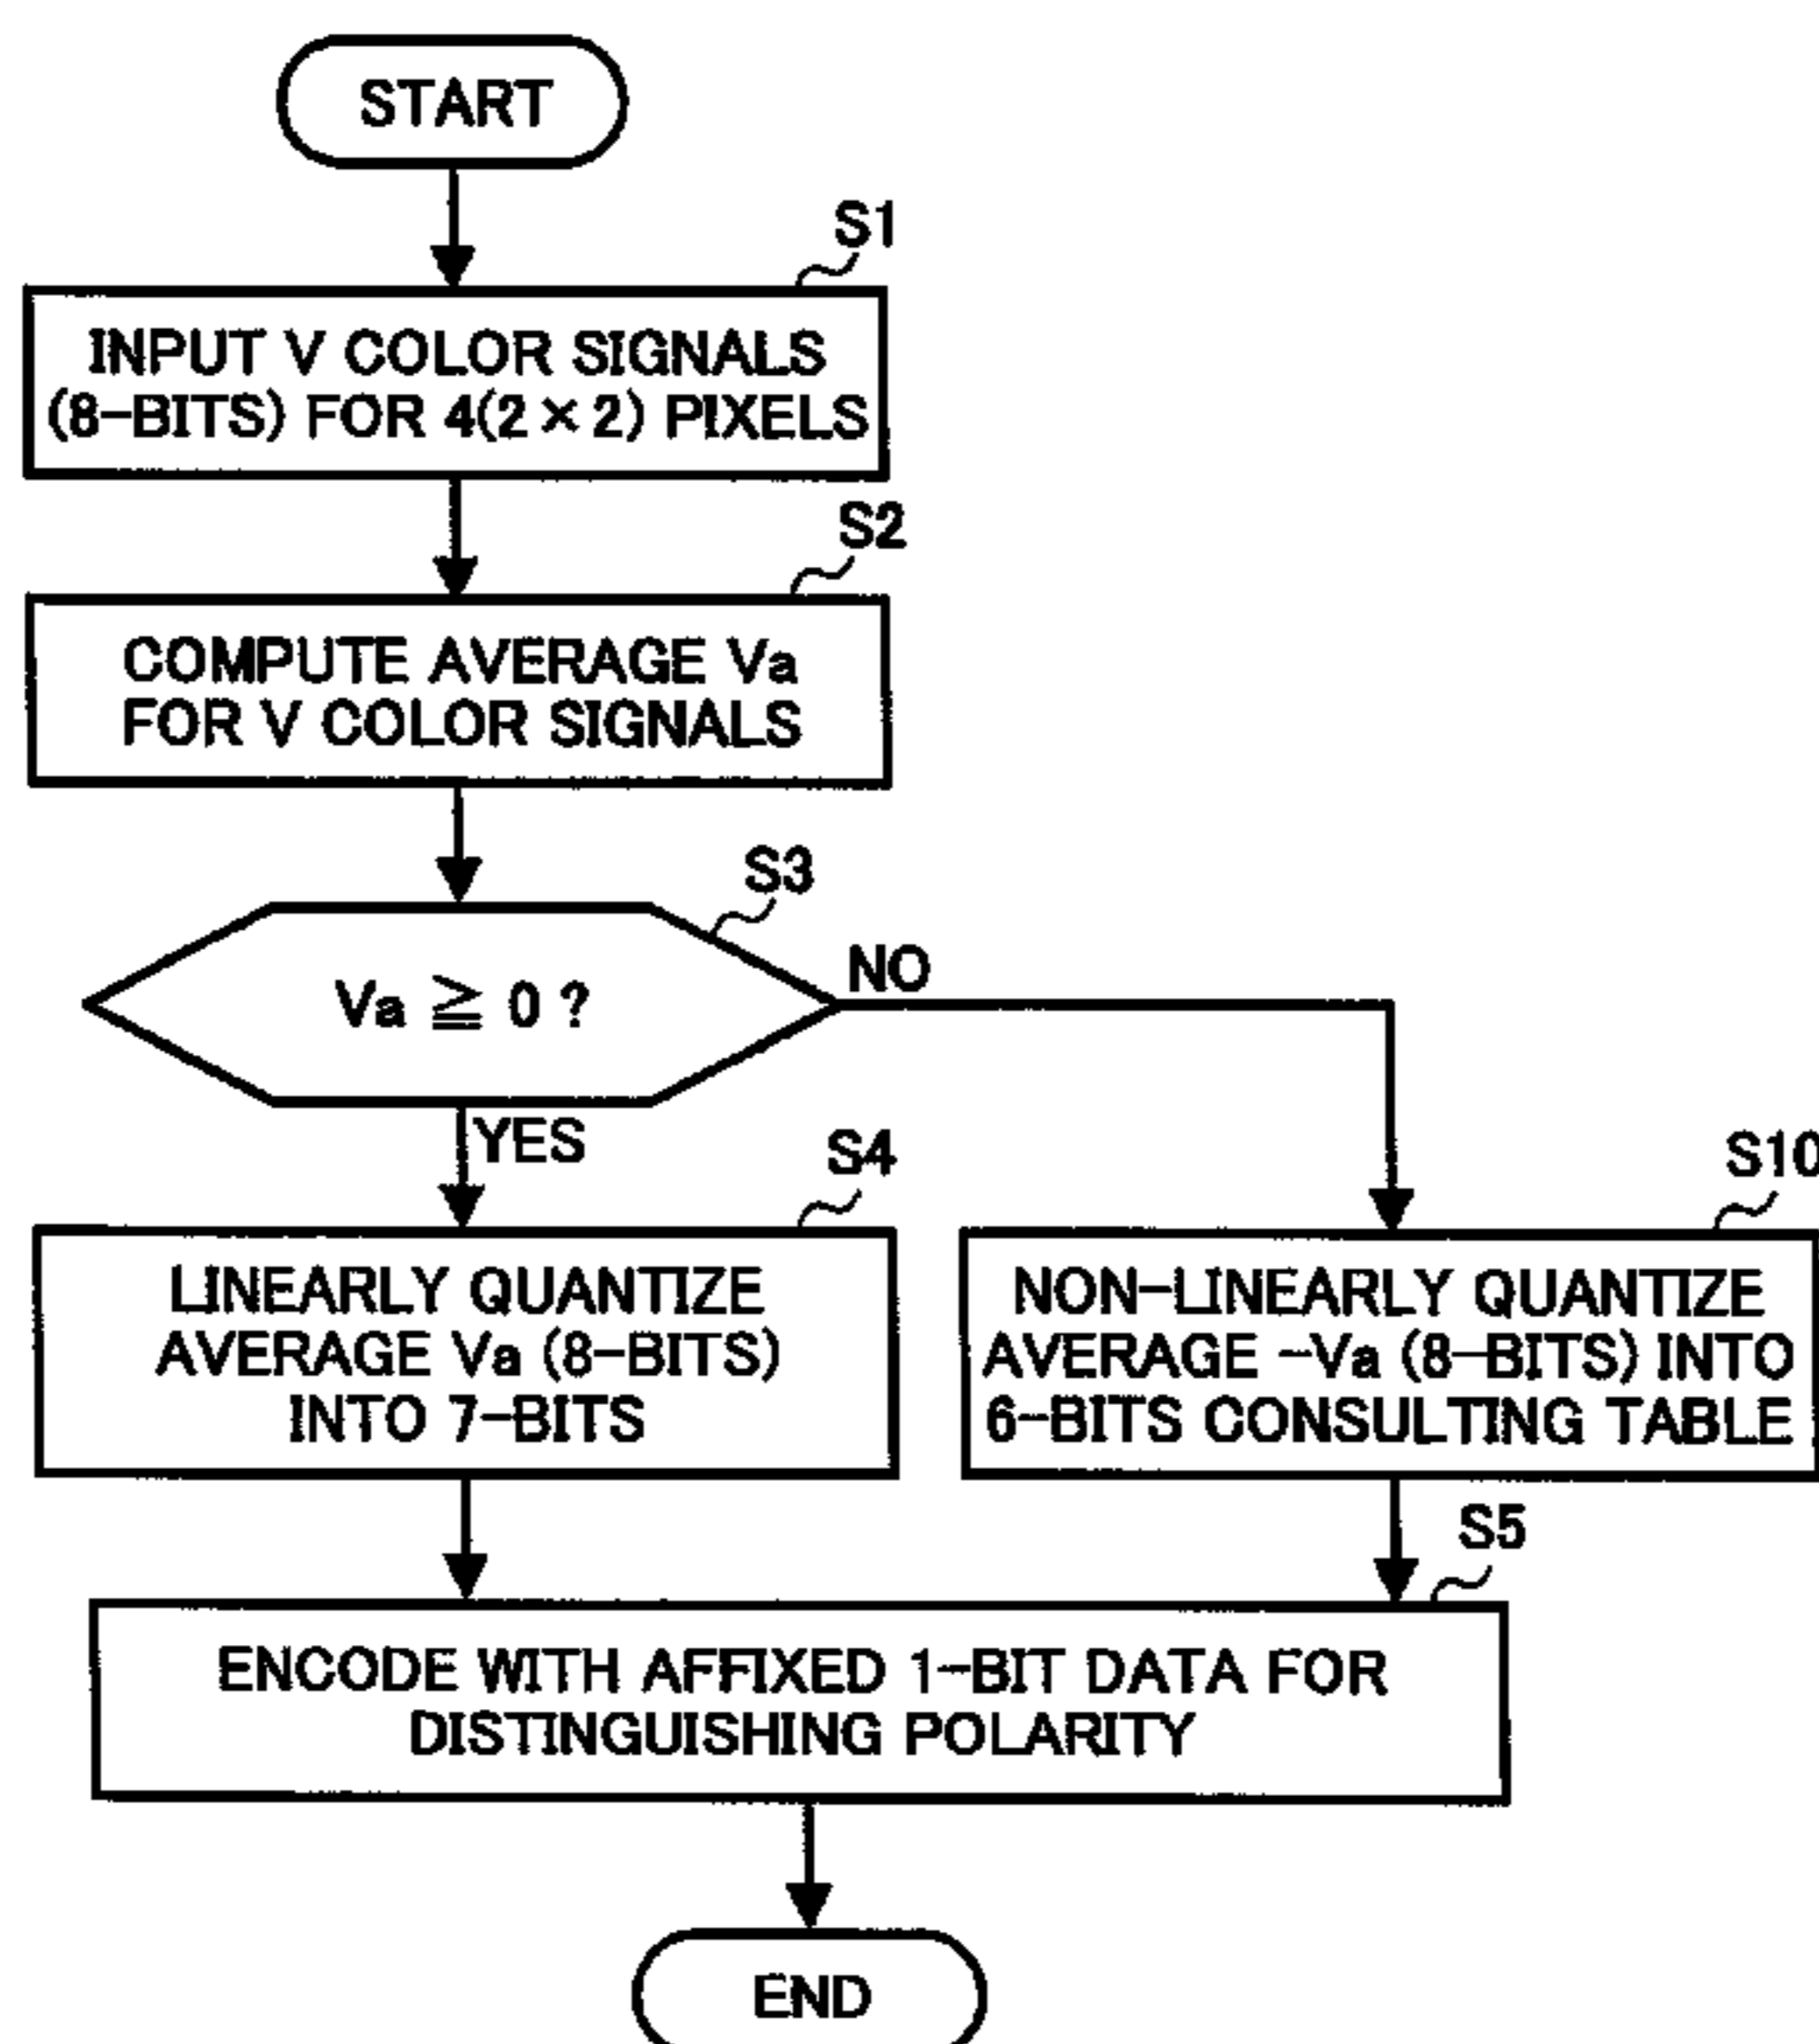 START
S1
INPUT V COLOR SIGNALS
(8-BITS) FOR 4(2 × 2) PIXELS
S2
COMPUTE AVERAGE Va
FOR V COLOR SIGNALS
S3
Va ≧ 0 ?
NO
YES
S4
LINEARLY QUANTIZE
AVERAGE Va (8-BITS)
INTO 7-BITS
S10
NON-LINEARLY QUANTIZE
AVERAGE -Va (8-BITS) INTO
6-BITS CONSULTING TABLE
S5
ENCODE WITH AFFIXED 1-BIT DATA FOR
DISTINGUISHING POLARITY
END